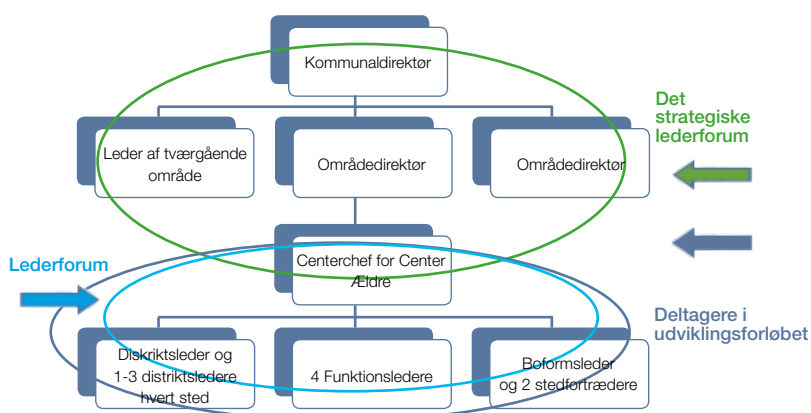 Kommunaldirektør
Det
strategiske
lederforum
Leder af tværgående
område
Områdedirektør
Områdedirektør
Lederforum
Centerchef for Center
Ældre
Deltagere i
udviklingsforløbet
Diskriktsleder og
1-3 distriktsledere
hvert sted
4 Funktionsledere
Boformsleder
og 2 stedfortrædere